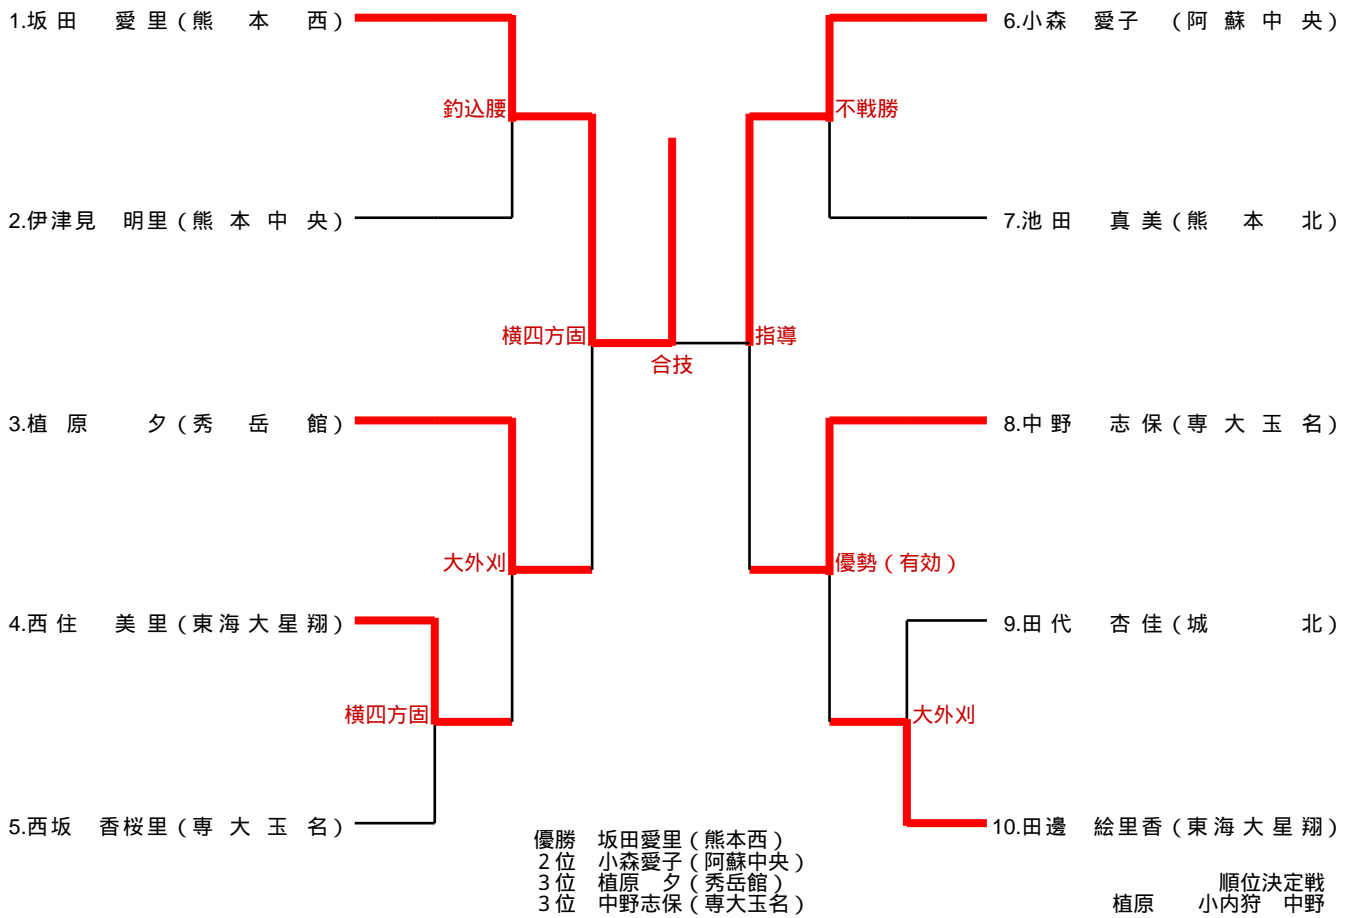 1.坂田 愛里(熊本西)
6.小森 愛子 (阿蘇中央)
釣込腰
不戦勝
2.伊津見 明里(熊本中央)
7.池田 真美(熊本北)
横四方固
指導
合技
3.植原 夕(秀岳館)
8.中野 志保(専大玉名)
大外刈
優勢(有効)
4.西住 美里(東海大星翔)
9.田代 杏佳(城北)
横四方固
大外刈
5.西坂 香桜里(専大玉名)
10.田邊 絵里香(東海大星翔)
優勝 坂田愛里(熊本西)
2位 小森愛子(阿蘇中央)
3位 植原 夕(秀岳館)
3位 中野志保(専大玉名)
順位決定戦
植原 小内狩 中野